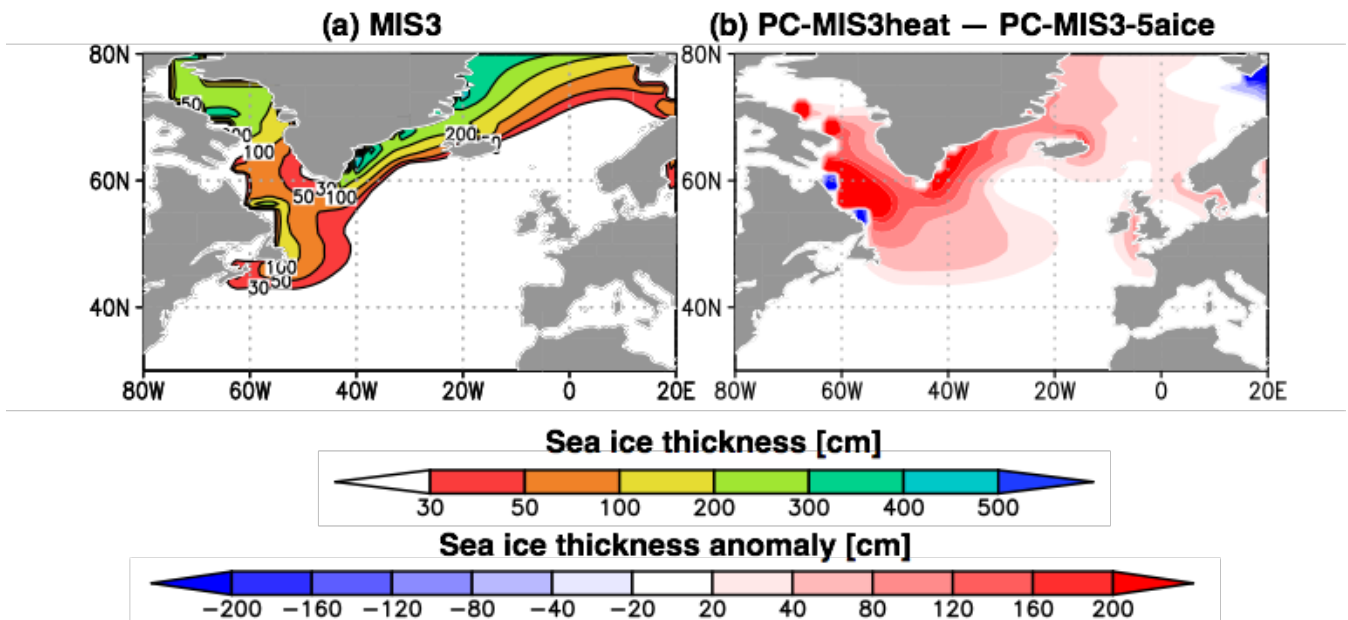 (a) MIS3
(b) PC-MIS3heat — PC-MIS3-5aice
80N
60N
40N
80W 60W 40W 20W 0 20E
50
100
200
50
100
100
50
30
80N
60N
40N
80W 60W 40W 20W 0 20E
Sea ice thickness [cm]
30 50 100 200 300 400 500
Sea ice thickness anomaly [cm]
−200 −160 −120 −80 −40 −20 20 40 80 120 160 200